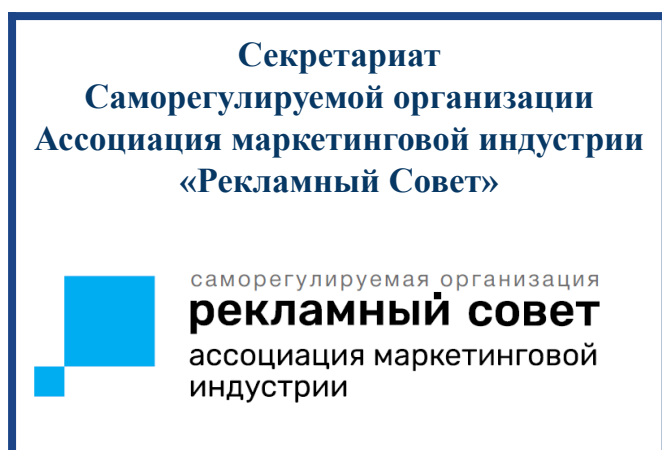 Секретариат
Саморегулируемой организации
Ассоциация маркетинговой индустрии
«Рекламный Совет»
саморегулируемая организация
рекламный совет
ассоциация маркетинговой
индустрии